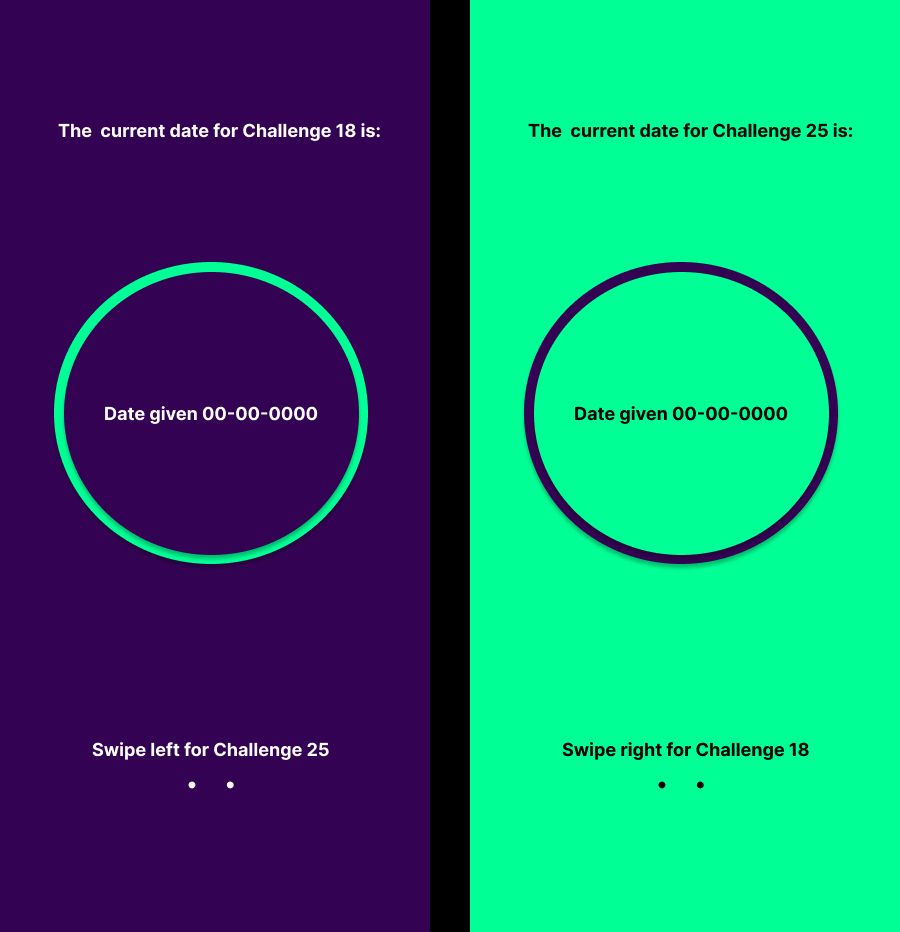 The  current date for Challenge 18 is:
Date given 00-00-0000
Swipe left for Challenge 25
The  current date for Challenge 25 is:
Date given 00-00-0000
Swipe right for Challenge 18